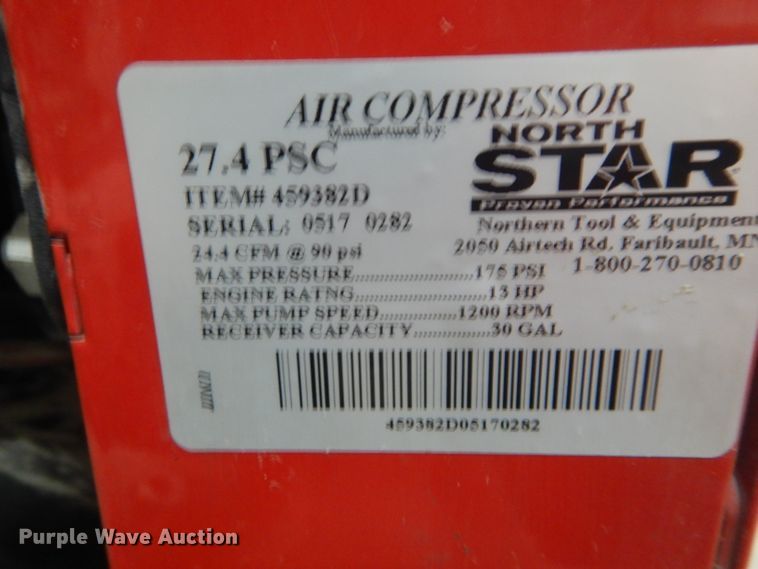 AIR COMPRESSOR
Manufactured by:
NORTH
STAR
Proven Performance
27.4 PSC
ITEM# 459382D
SERIAL: 0517 0282
Northern Tool & Equipment
24.4 CFM @ 90 psi
2050 Airtech Rd. Faribault, MN
1-800-270-0810
MAX PRESSURE..........................175 PSI
ENGINE RATNG.............................13 HP
MAX PUMP SPEED.................1200 RPM
RECEIVER CAPACITY.................30 GAL
459382D05170282
Purple Wave Auction